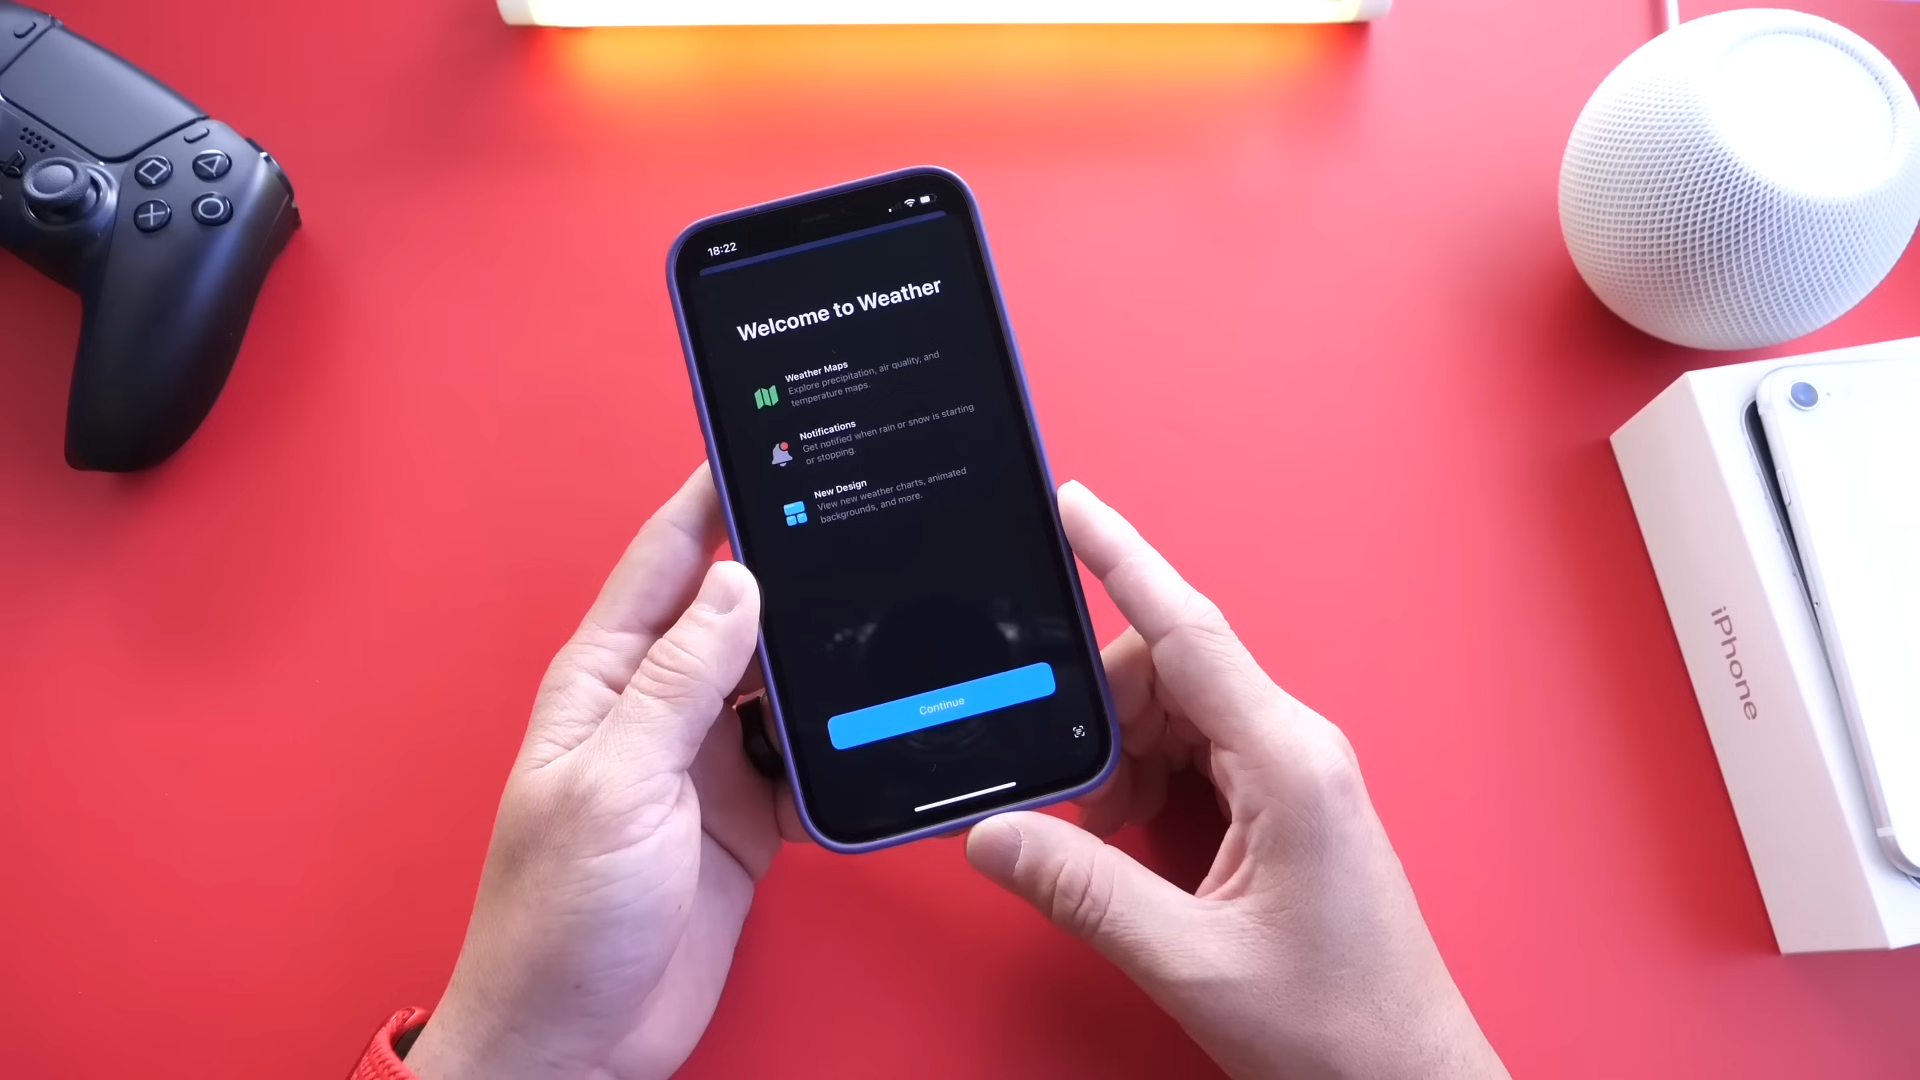 18:22
Welcome to Weather
Weather Maps
Explore precipitation, air quality, and
temperature maps.
Notifications
Get notified when rain or snow is starting
or stopping.
New Design
View new weather charts, animated
backgrounds, and more.
Continue
iPhone